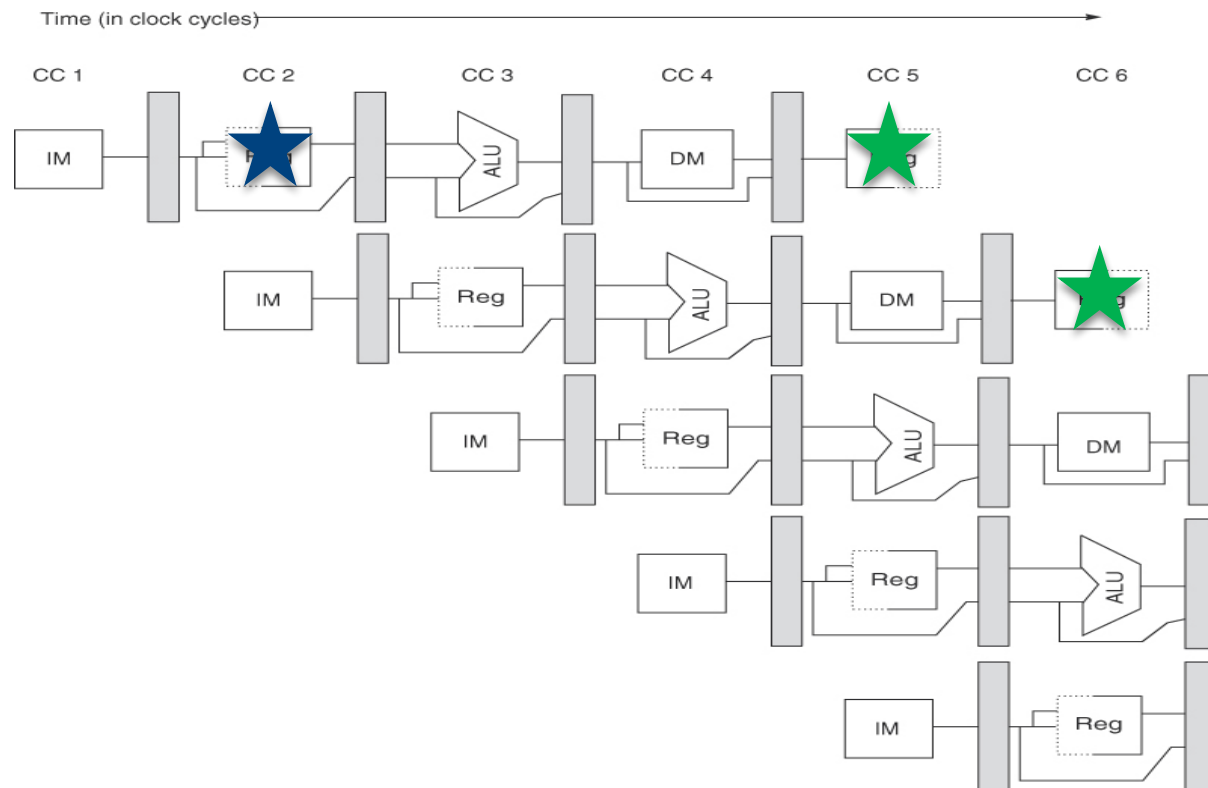 Time (in clock cycles)
CC 1 CC 2 CC 3 CC 4 CC 5 CC 6
IM ALU DM
IM Reg ALU DM
IM Reg ALU DM
IM Reg ALU
IM Reg